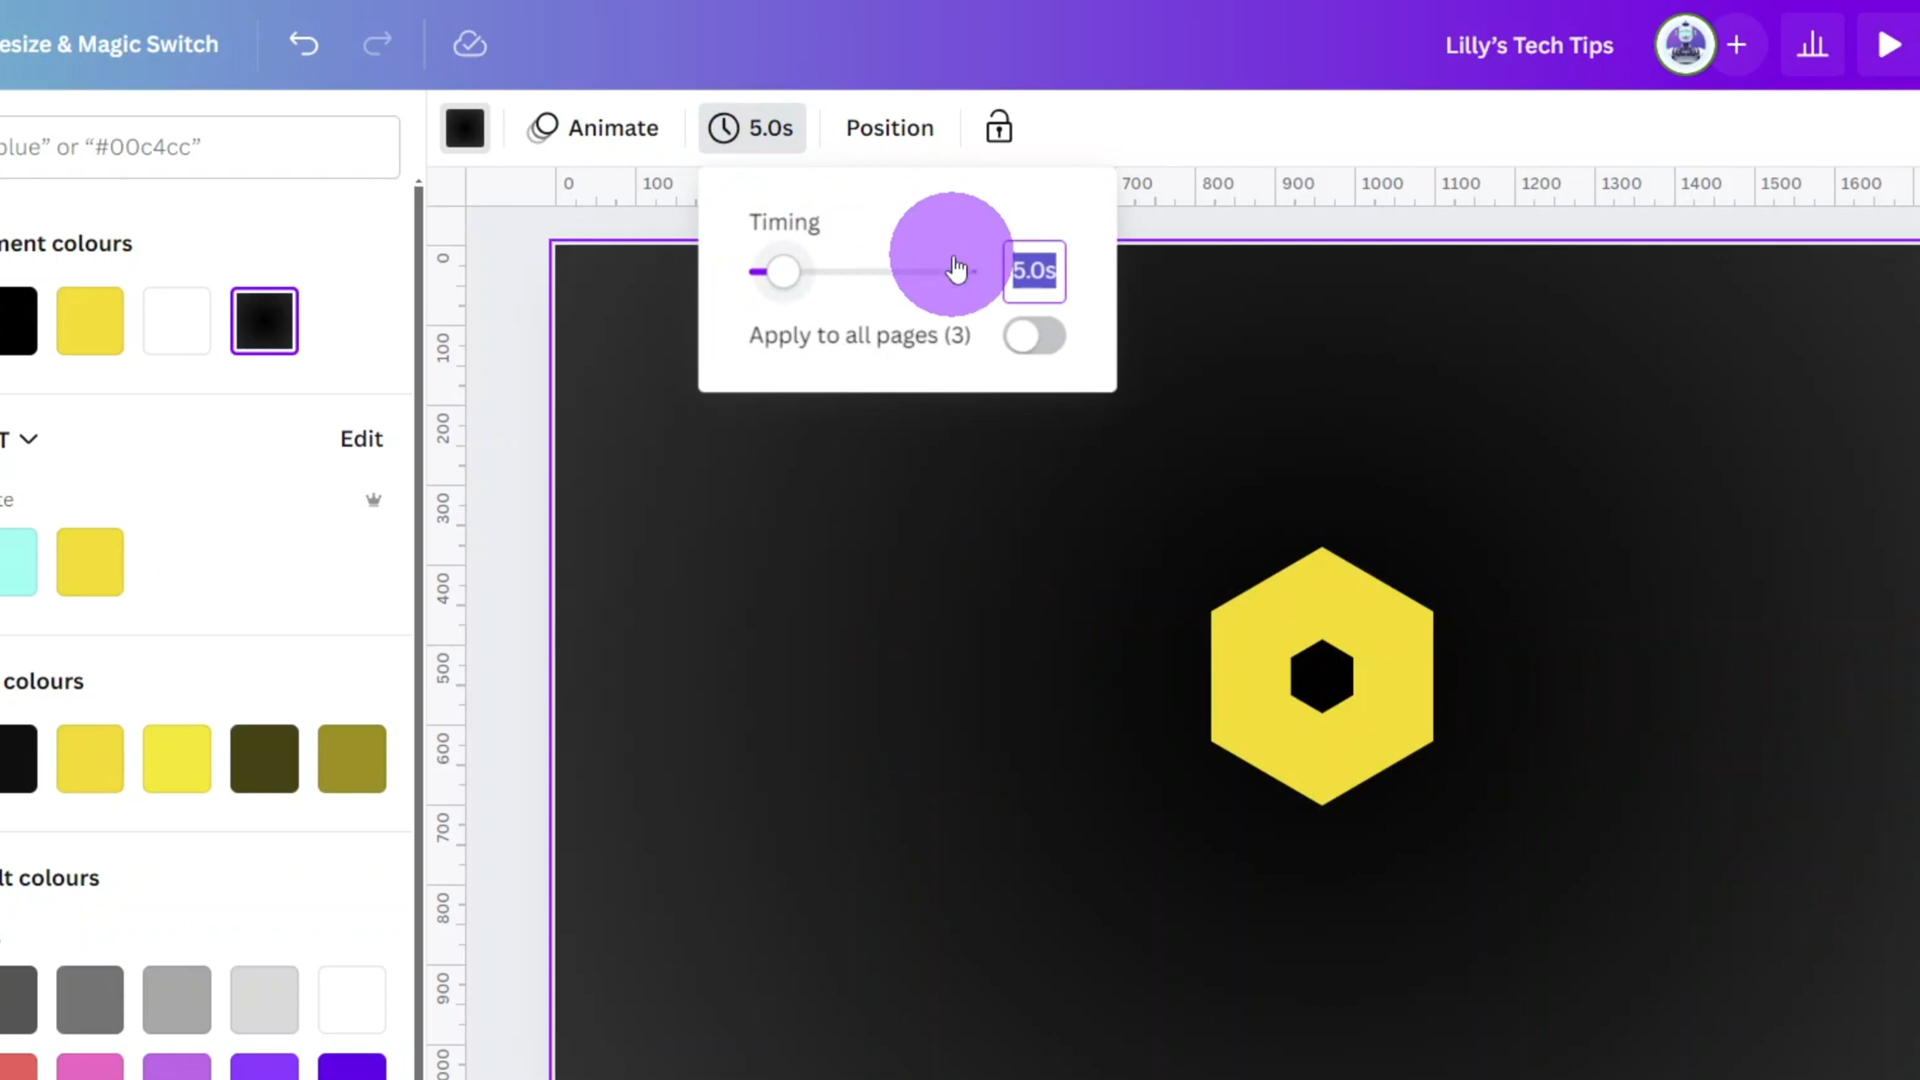 esize & Magic Switch
Lilly's Tech Tips
blue" or "#00c4cc"
Animate
5.0s
Position
0 100 700 800 900 1000 1100 1200 1300 1400 1500 1600
Timing
5.0s
Apply to all pages (3)
ment colours
T
Edit
te
colours
lt colours
0
100
200
300
400
500
600
700
800
900
000